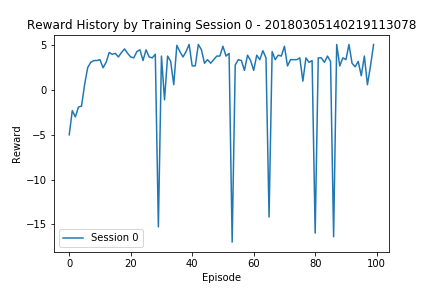 Reward History by Training Session 0 - 20180305140219113078
5
0
−5
−10
−15
Reward
Session 0
0 20 40 60 80 100
Episode